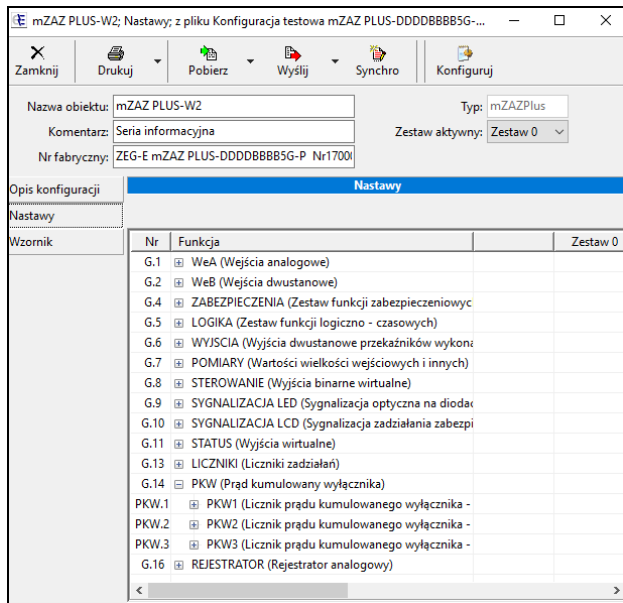 mZAZ PLUS-W2; Nastawy; z pliku Konfiguracja testowa mZAZ PLUS-DDDDBBBB5G-...
Zamknij Drukuj Pobierz Wyślij Synchro Konfiguruj
Nazwa obiektu: mZAZ PLUS-W2 Typ: mZAZPlus
Komentarz: Seria informacyjna Zestaw aktywny: Zestaw 0
Nr fabryczny: ZEG-E mZAZ PLUS-DDDDBBBB5G-P Nr1700
Opis konfiguracji Nastawy
Nastawy
Wzornik
Nr Funkcja Zestaw 0
G.1 WeA (Wejścia analogowe)
G.2 WeB (Wejścia dwustanowe)
G.4 ZABEZPIECZENIA (Zestaw funkcji zabezpieczeniowyc
G.5 LOGIKA (Zestaw funkcji logiczno - czasowych)
G.6 WYJSCIA (Wyjścia dwustanowe przekaźników wykona
G.7 POMIARY (Wartości wielkości wejściowych i innych)
G.8 STEROWANIE (Wyjścia binarne wirtualne)
G.9 SYGNALIZACJA LED (Sygnalizacja optyczna na diodac
G.10 SYGNALIZACJA LCD (Sygnalizacja zadziałania zabezpi
G.11 STATUS (Wyjścia wirtualne)
G.13 LICZNIKI (Liczniki zadziałań)
G.14 PKW (Prąd kumulowany wyłącznika)
PKW.1 PKW1 (Licznik prądu kumulowanego wyłącznika -
PKW.2 PKW2 (Licznik prądu kumulowanego wyłącznika -
PKW.3 PKW3 (Licznik prądu kumulowanego wyłącznika -
G.16 REJESTRATOR (Rejestrator analogowy)